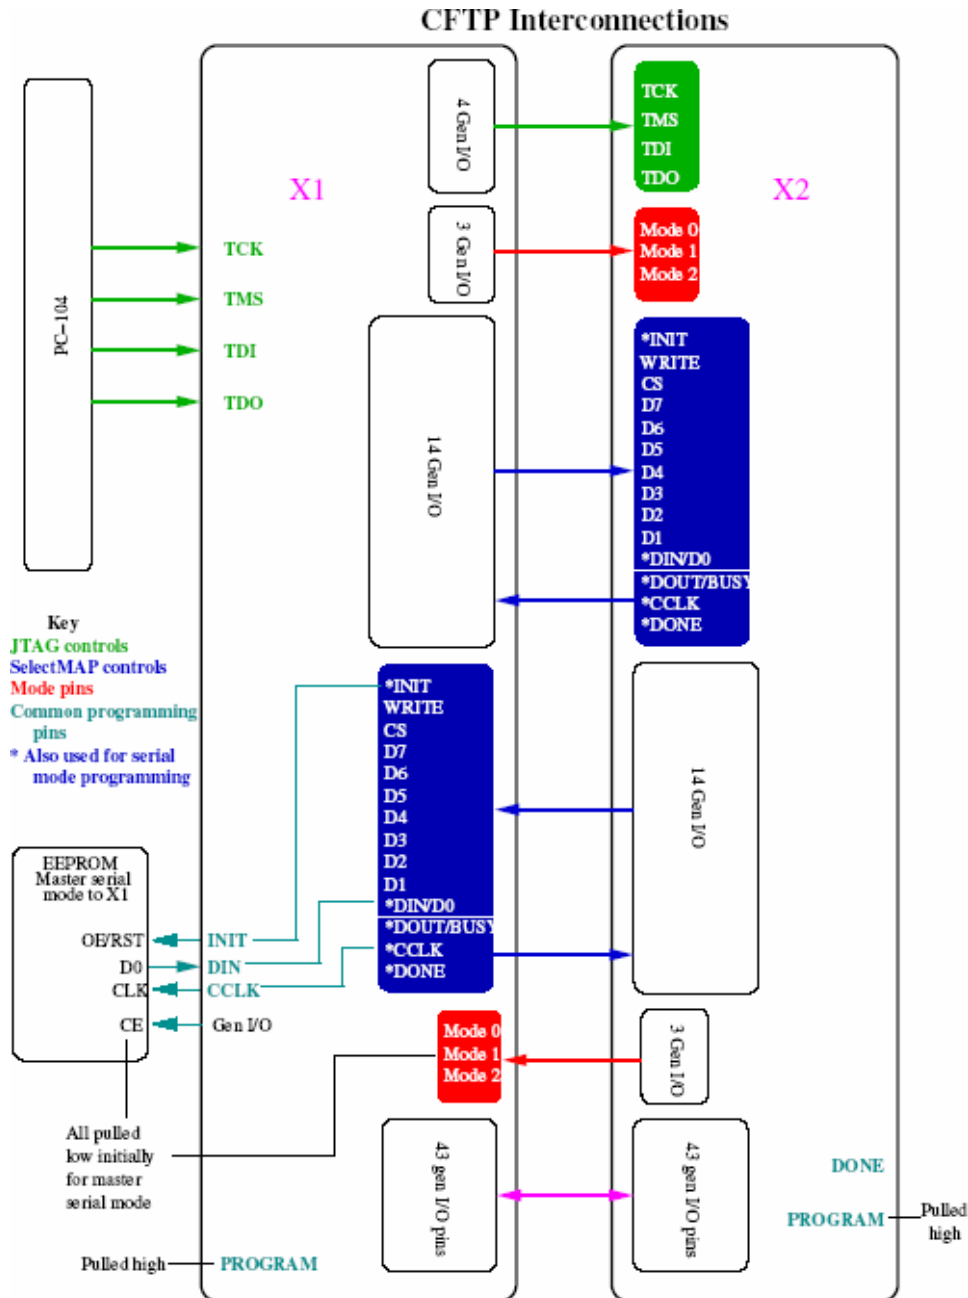 CFTP Interconnections
PC-104
X1
TCK
TMS
TDI
TDO
4 Gen I/O
3 Gen I/O
14 Gen I/O
X2
TCK
TMS
TDI
TDO
Mode 0
Mode 1
Mode 2
*INIT
WRITE
CS
D7
D6
D5
D4
D3
D2
D1
*DIN/D0
*DOUT/BUSY
*CCLK
*DONE
Key
JTAG controls
SelectMAP controls
Mode pins
Common programming
pins
* Also used for serial
mode programming
*INIT
WRITE
CS
D7
D6
D5
D4
D3
D2
D1
*DIN/D0
*DOUT/BUSY
*CCLK
*DONE
14 Gen I/O
EEPROM
Master serial
mode to X1
OE/RST
D0
CLK
CE
INIT
DIN
CCLK
Gen I/O
Mode 0
Mode 1
Mode 2
3 Gen I/O
All pulled
low initially
for master
serial mode
43 gen I/O pins
43 gen I/O pins
DONE
PROGRAM
Pulled
high
Pulled high
PROGRAM